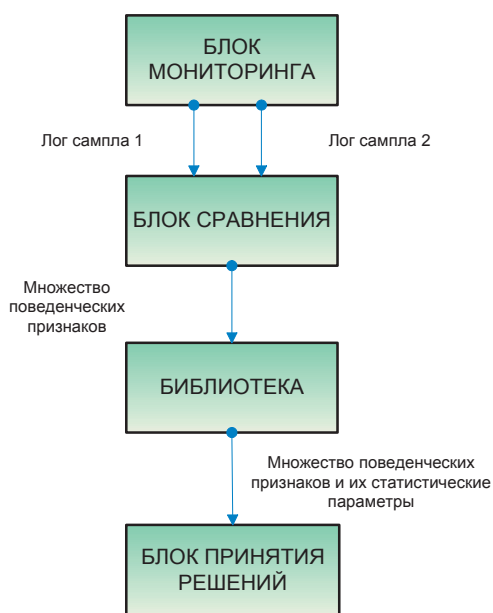 БЛОК
МОНИТОРИНГА
Лог сампла 1
Лог сампла 2
БЛОК СРАВНЕНИЯ
Множество
поведенческих
признаков
БИБЛИОТЕКА
Множество поведенческих
признаков и их статистические
параметры
БЛОК ПРИНЯТИЯ
РЕШЕНИЙ